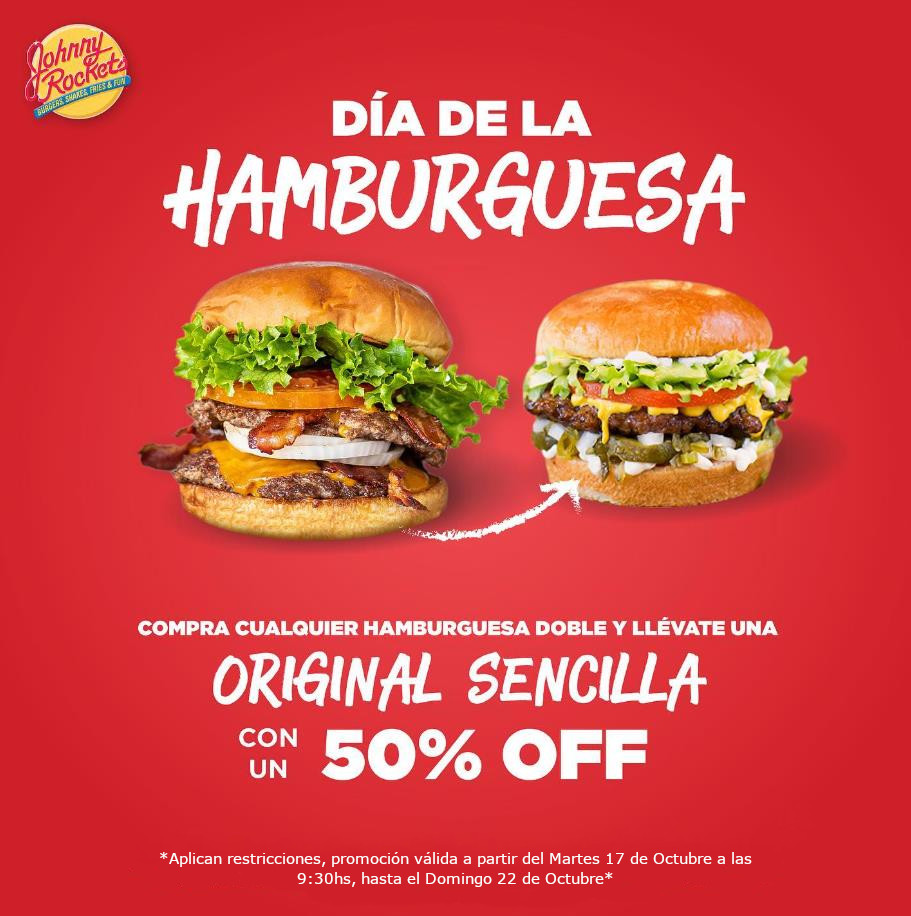 Johnny
Rockets
BURGERS, SHAKES, FRIES & FUN
DÍA DE LA
HAMBURGUESA
COMPRA CUALQUIER HAMBURGUESA DOBLE Y LLÉVATE UNA
ORIGINAL SENCILLA
CON UN 50% OFF
*Aplican restricciones, promoción válida a partir del Martes 17 de Octubre a las
9:30hs, hasta el Domingo 22 de Octubre*